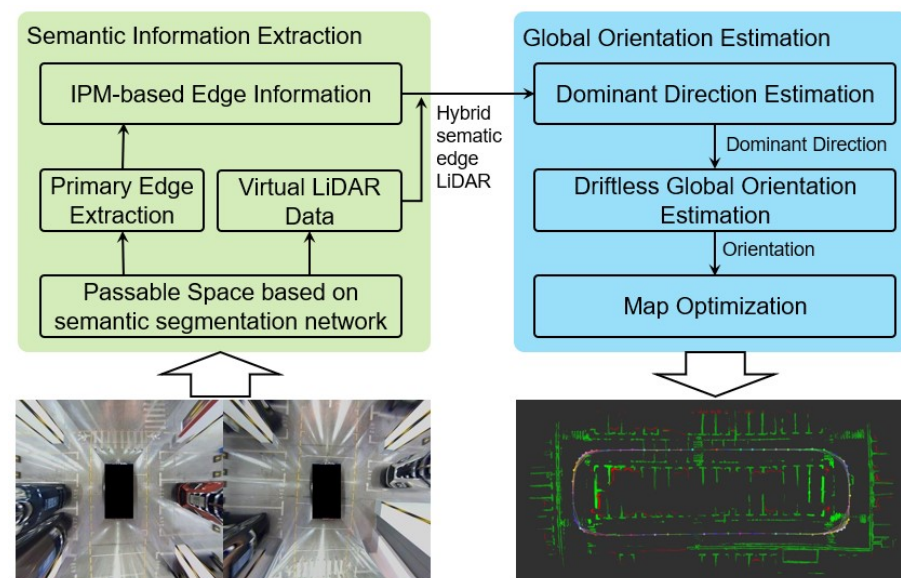 Semantic Information Extraction
IPM-based Edge Information
Primary Edge
Extraction
Virtual LiDAR
Data
Passable Space based on
semantic segmentation network
Hybrid
sematic
edge
LiDAR
Global Orientation Estimation
Dominant Direction Estimation
Dominant Direction
Driftless Global Orientation
Estimation
Orientation
Map Optimization